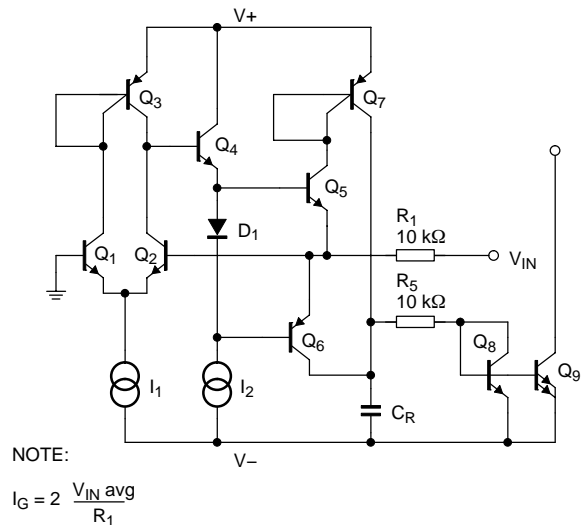 V+
Q3
Q7
Q4
Q5
D1
R1
10 kΩ
Q1
Q2
VIN
R5
10 kΩ
Q6
Q8
Q9
I1
I2
CR
NOTE:
V−
IG = 2 VIN avg
R1